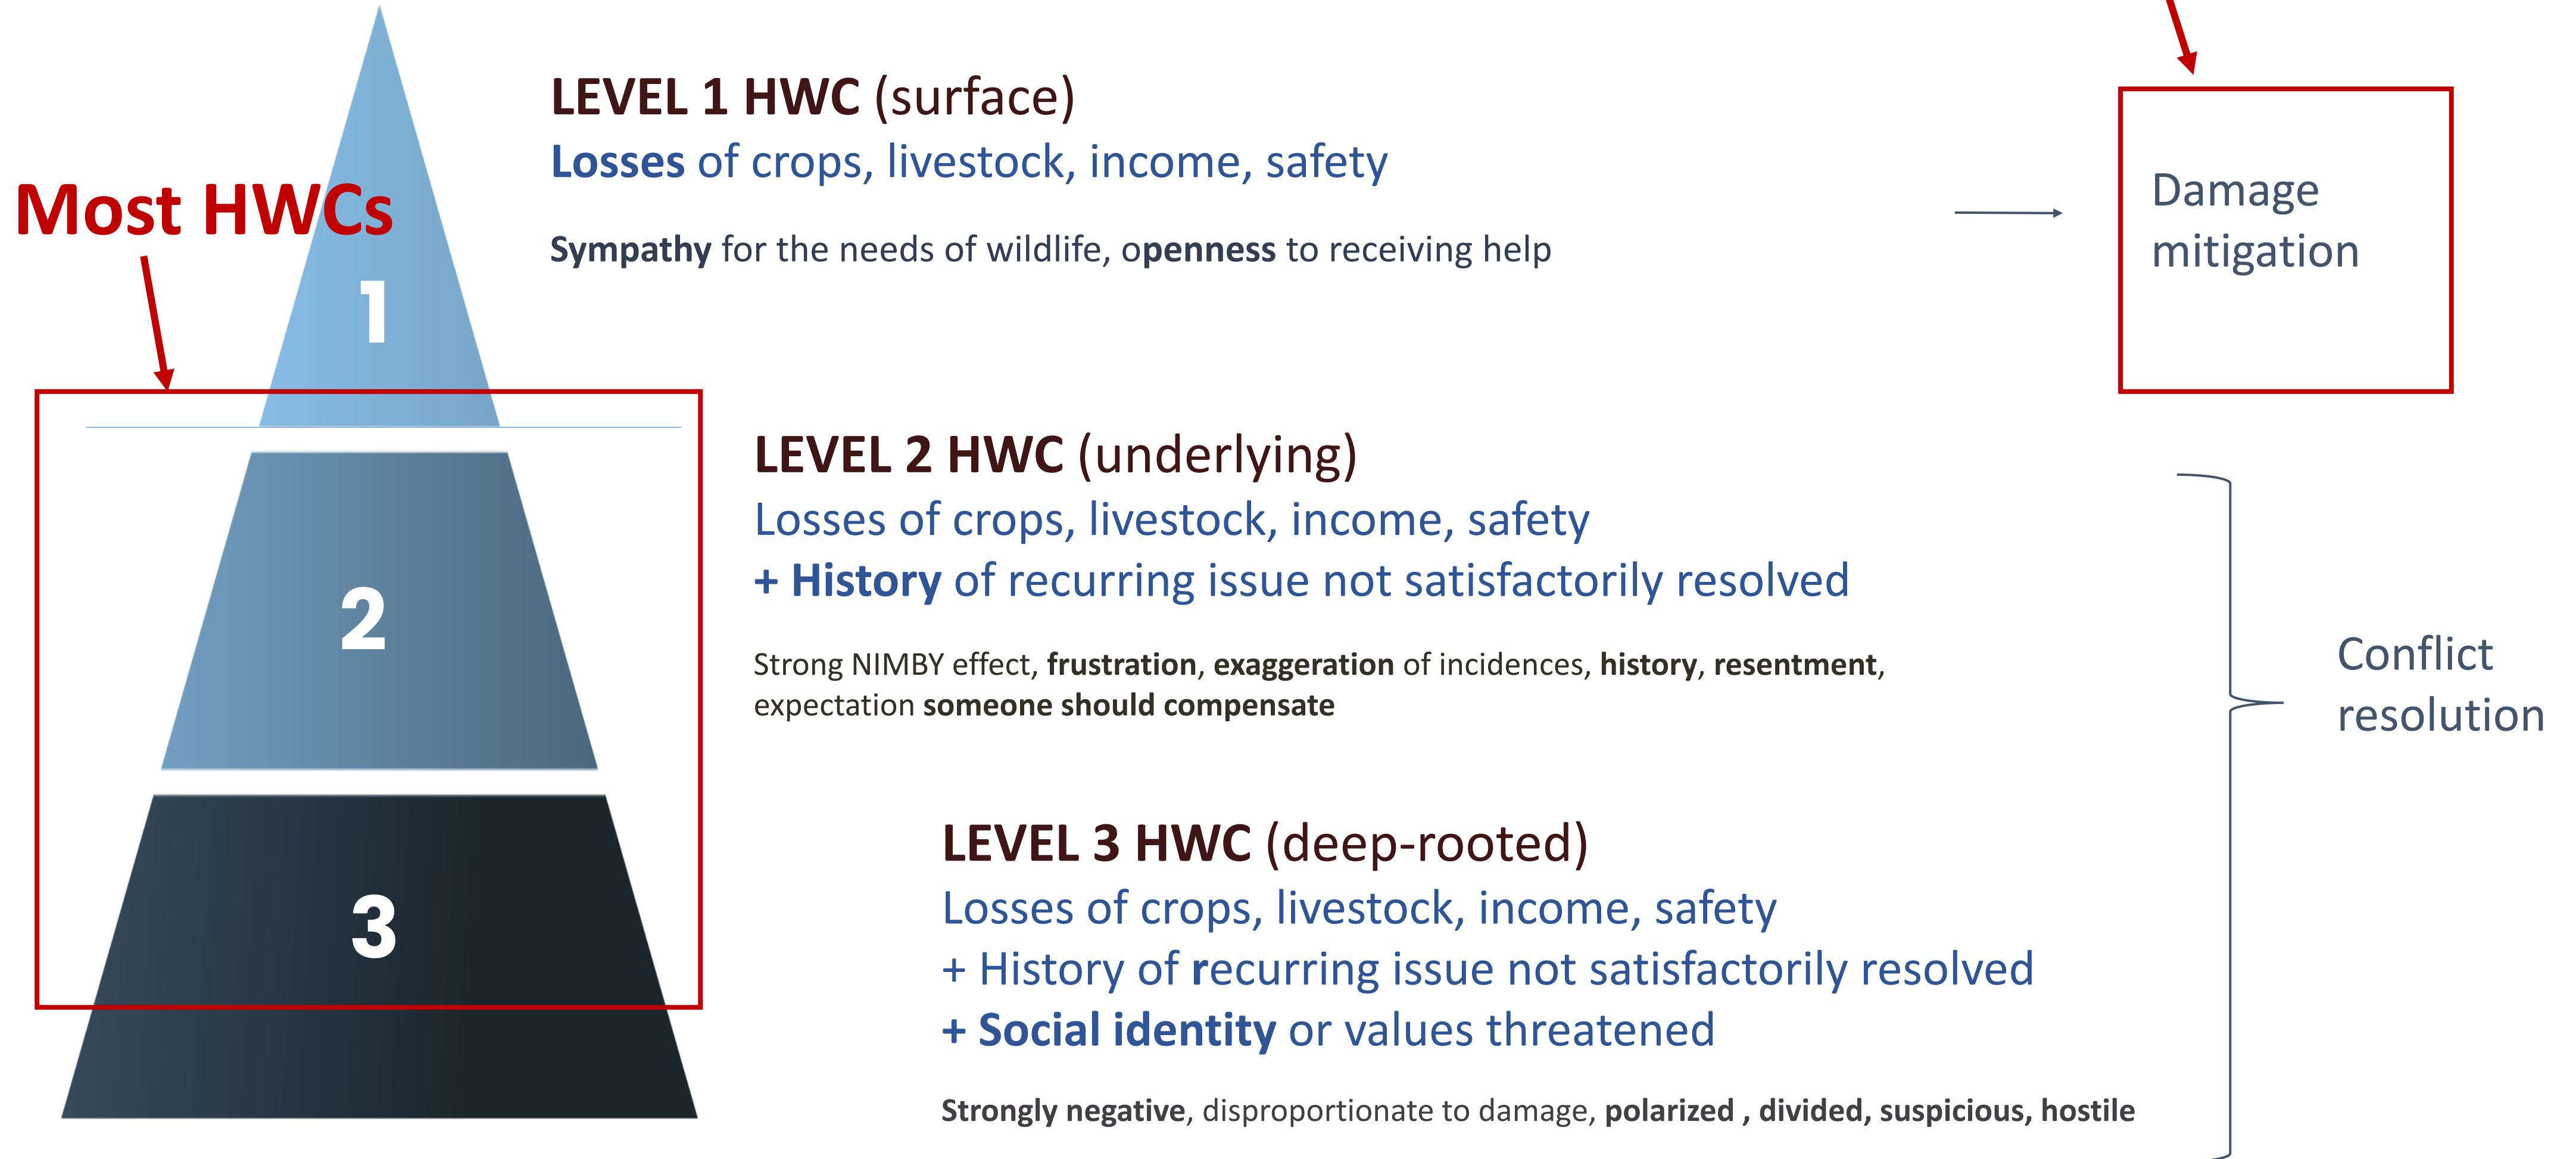 LEVEL 1 HWC (surface)
Losses of crops, livestock, income, safety
Sympathy for the needs of wildlife, openness to receiving help
Most HWCs
1
Damage
mitigation
LEVEL 2 HWC (underlying)
Losses of crops, livestock, income, safety
+ History of recurring issue not satisfactorily resolved
Strong NIMBY effect, frustration, exaggeration of incidences, history, resentment,
expectation someone should compensate
2
Conflict
resolution
LEVEL 3 HWC (deep-rooted)
Losses of crops, livestock, income, safety
+ History of recurring issue not satisfactorily resolved
+ Social identity or values threatened
Strongly negative, disproportionate to damage, polarized , divided, suspicious, hostile
3